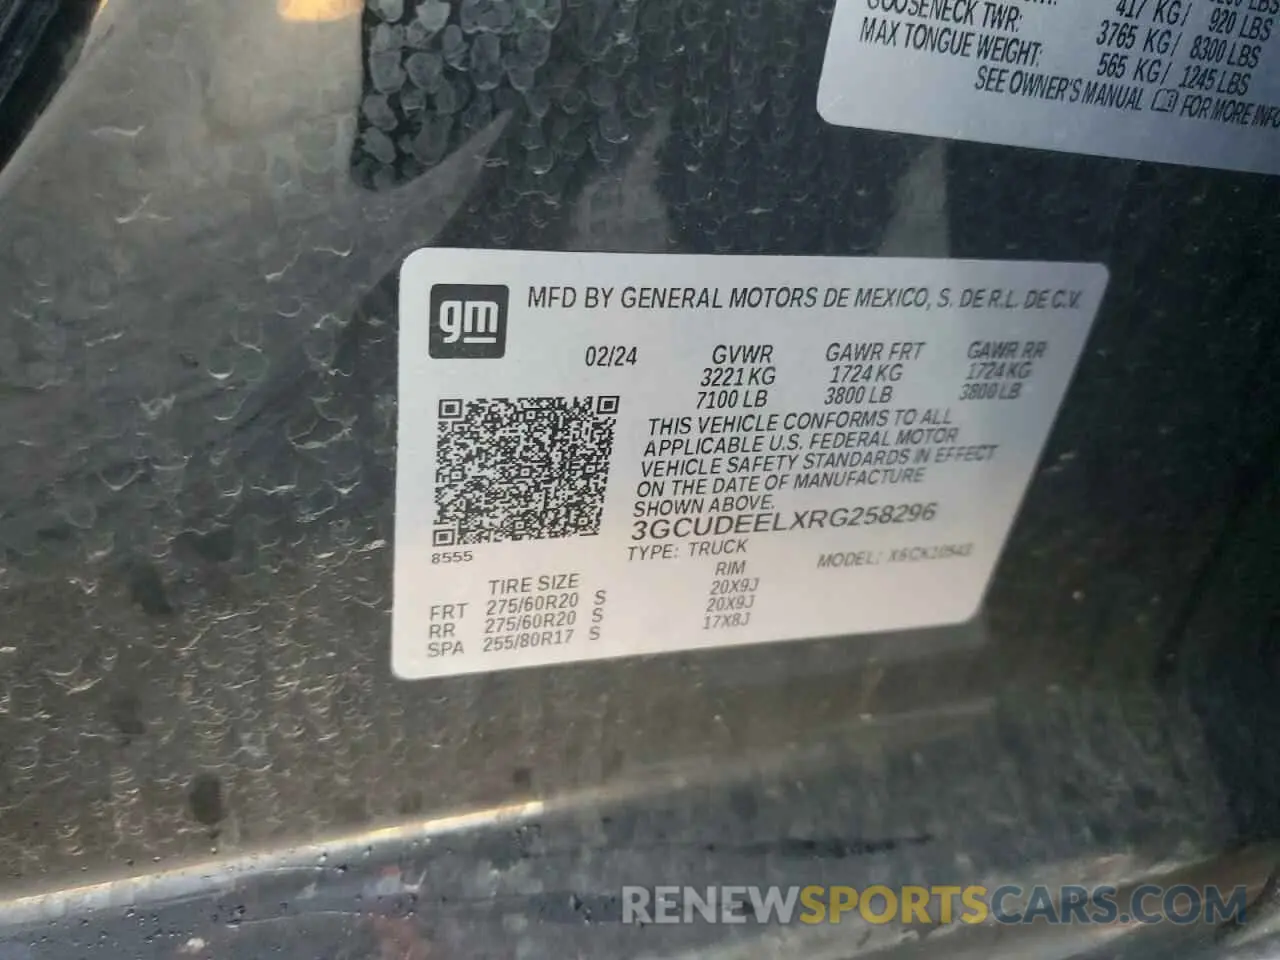 417 KG/ 920 LBS
GOOSENECK TWR: 3765 KG/ 8300 LBS
MAX TONGUE WEIGHT: 565 KG/ 1245 LBS
SEE OWNER'S MANUAL FOR MORE INFO
gm
MFD BY GENERAL MOTORS DE MEXICO, S. DE R.L. DE C.V.
02/24 GVWR GAWR FRT GAWR RR
3221 KG 1724 KG 1724 KG
7100 LB 3800 LB 3800 LB
THIS VEHICLE CONFORMS TO ALL
APPLICABLE U.S. FEDERAL MOTOR
VEHICLE SAFETY STANDARDS IN EFFECT
ON THE DATE OF MANUFACTURE
SHOWN ABOVE.
3GCUDEELXRG258296
8555
TYPE: TRUCK MODEL:
TIRE SIZE RIM
FRT 275/60R20 S 20X9J
RR 275/60R20 S 20X9J
SPA 255/80R17 S 17X8J
RENEWSPORTSCARS.COM